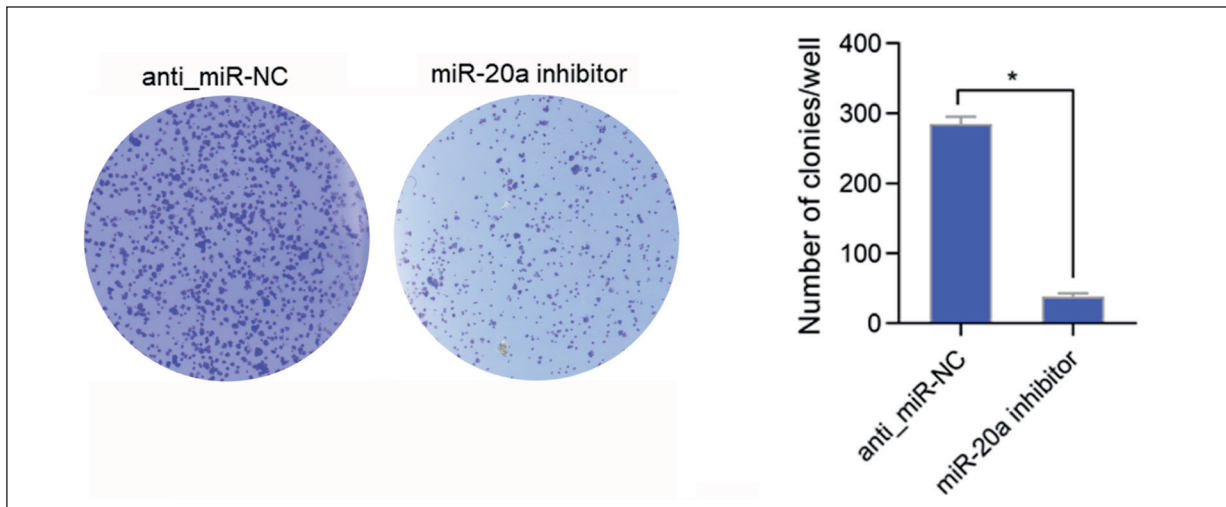 anti_miR-NC
miR-20a inhibitor
Number of clonies/well
400
300
200
100
0
*
anti_miR-NC
miR-20a inhibitor